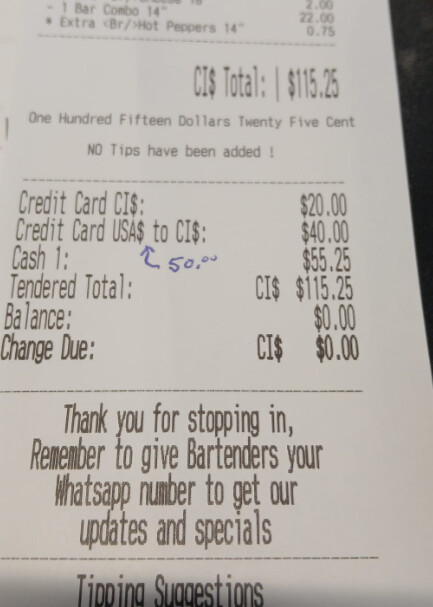 - 1 Bar Combo 14" 2.00
* Extra <Br/>Hot Peppers 14" 22.00
0.75
CI$ Total: | $115.25
One Hundred Fifteen Dollars Twenty Five Cent
NO Tips have been added !
Credit Card CI$: $20.00
Credit Card USA$ to CI$: $40.00
Cash 1: 50.00 $55.25
Tendered Total: CI$ $115.25
Balance: $0.00
Change Due: CI$ $0.00
Thank you for stopping in,
Remember to give Bartenders your
Whatsapp number to get our
updates and specials
Tipping Suggestions